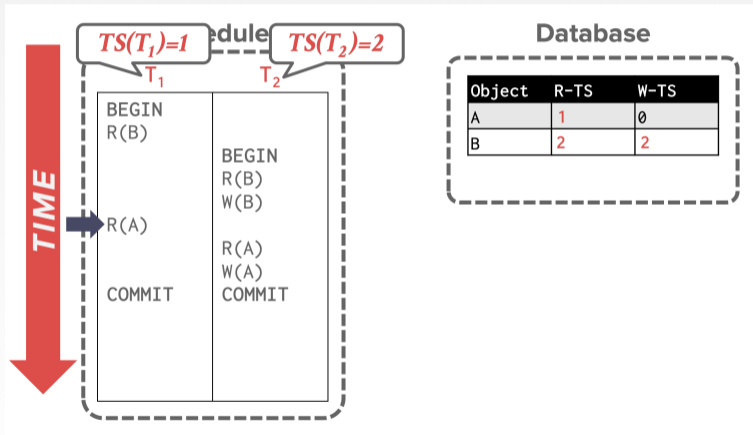 TS(T1)=1
edule
TS(T2)=2
T1
T2
BEGIN
R(B)
BEGIN
R(B)
W(B)
R(A)
R(A)
W(A)
COMMIT
COMMIT
TIME
Database
Object R-TS W-TS
A 1 0
B 2 2